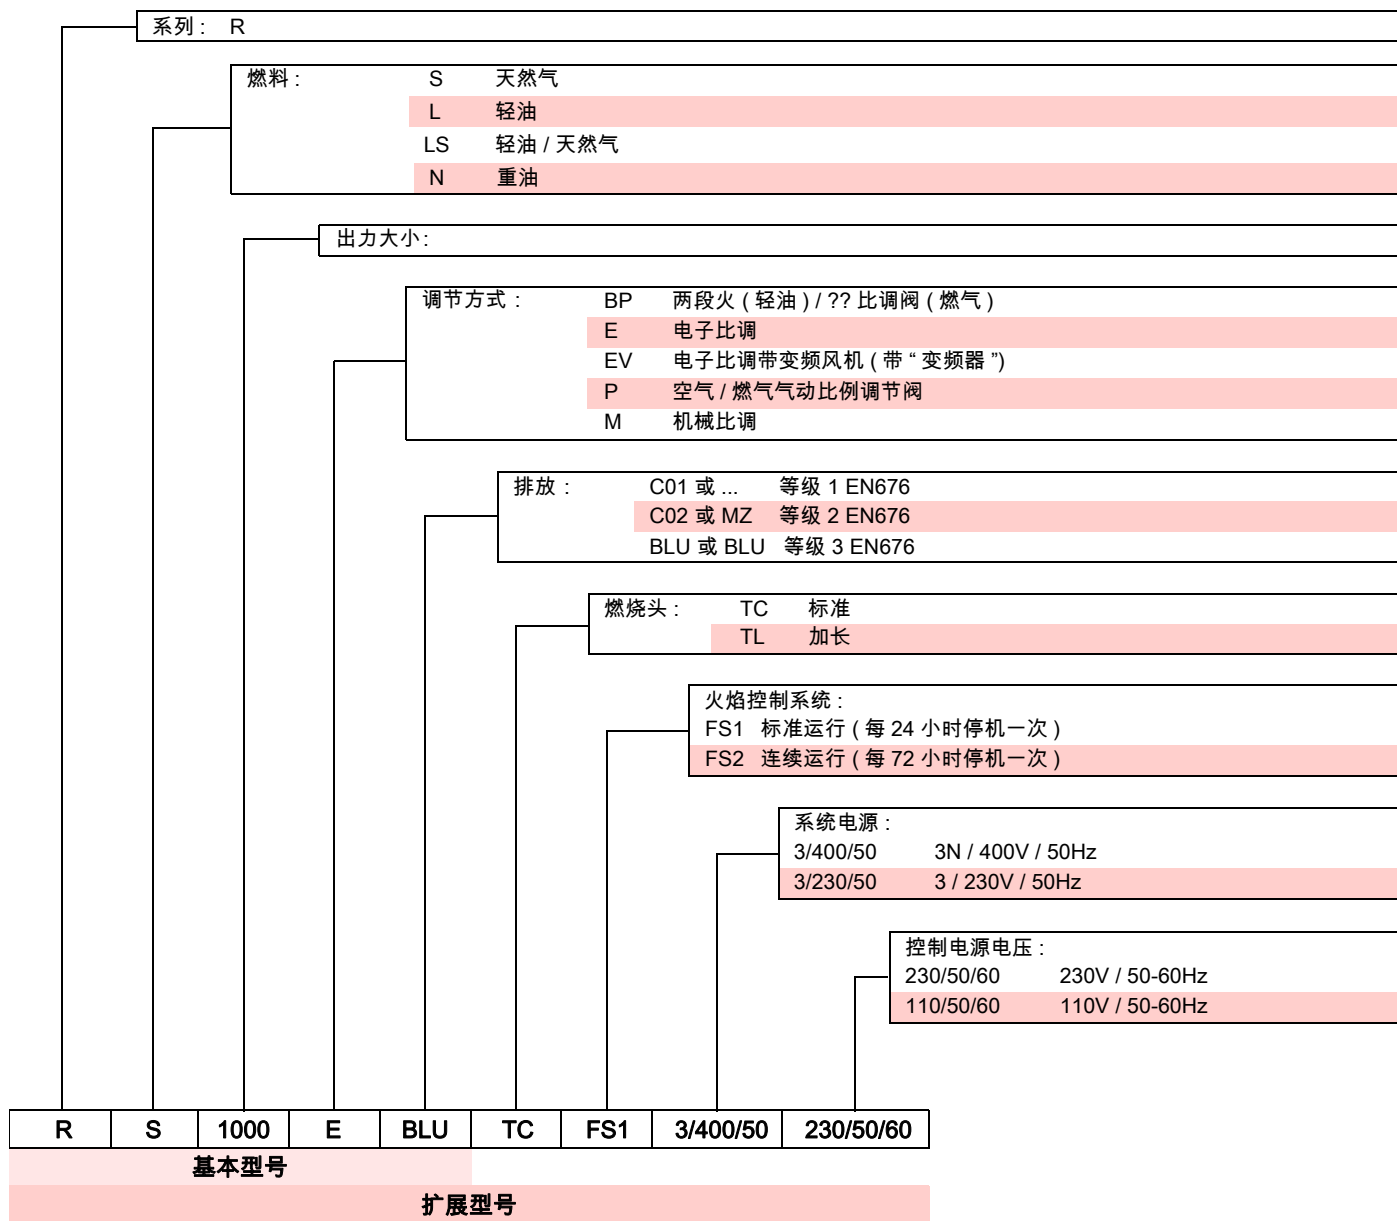 系列 : R
燃料 : S 天然气
L 轻油
LS 轻油 / 天然气
N 重油
出力大小 :
调节方式 : BP 两段火 ( 轻油 ) / ?? 比调阀 ( 燃气 )
E 电子比调
EV 电子比调带变频风机 ( 带 “ 变频器 ”)
P 空气 / 燃气气动比例调节阀
M 机械比调
排放 : C01 或 ... 等级 1 EN676
C02 或 MZ 等级 2 EN676
BLU 或 BLU 等级 3 EN676
燃烧头 : TC 标准
TL 加长
火焰控制系统 :
FS1 标准运行 ( 每 24 小时停机一次 )
FS2 连续运行 ( 每 72 小时停机一次 )
系统电源 :
3/400/50 3N / 400V / 50Hz
3/230/50 3 / 230V / 50Hz
控制电源电压 :
230/50/60 230V / 50-60Hz
110/50/60 110V / 50-60Hz
R S 1000 E BLU TC FS1 3/400/50 230/50/60
基本型号
扩展型号